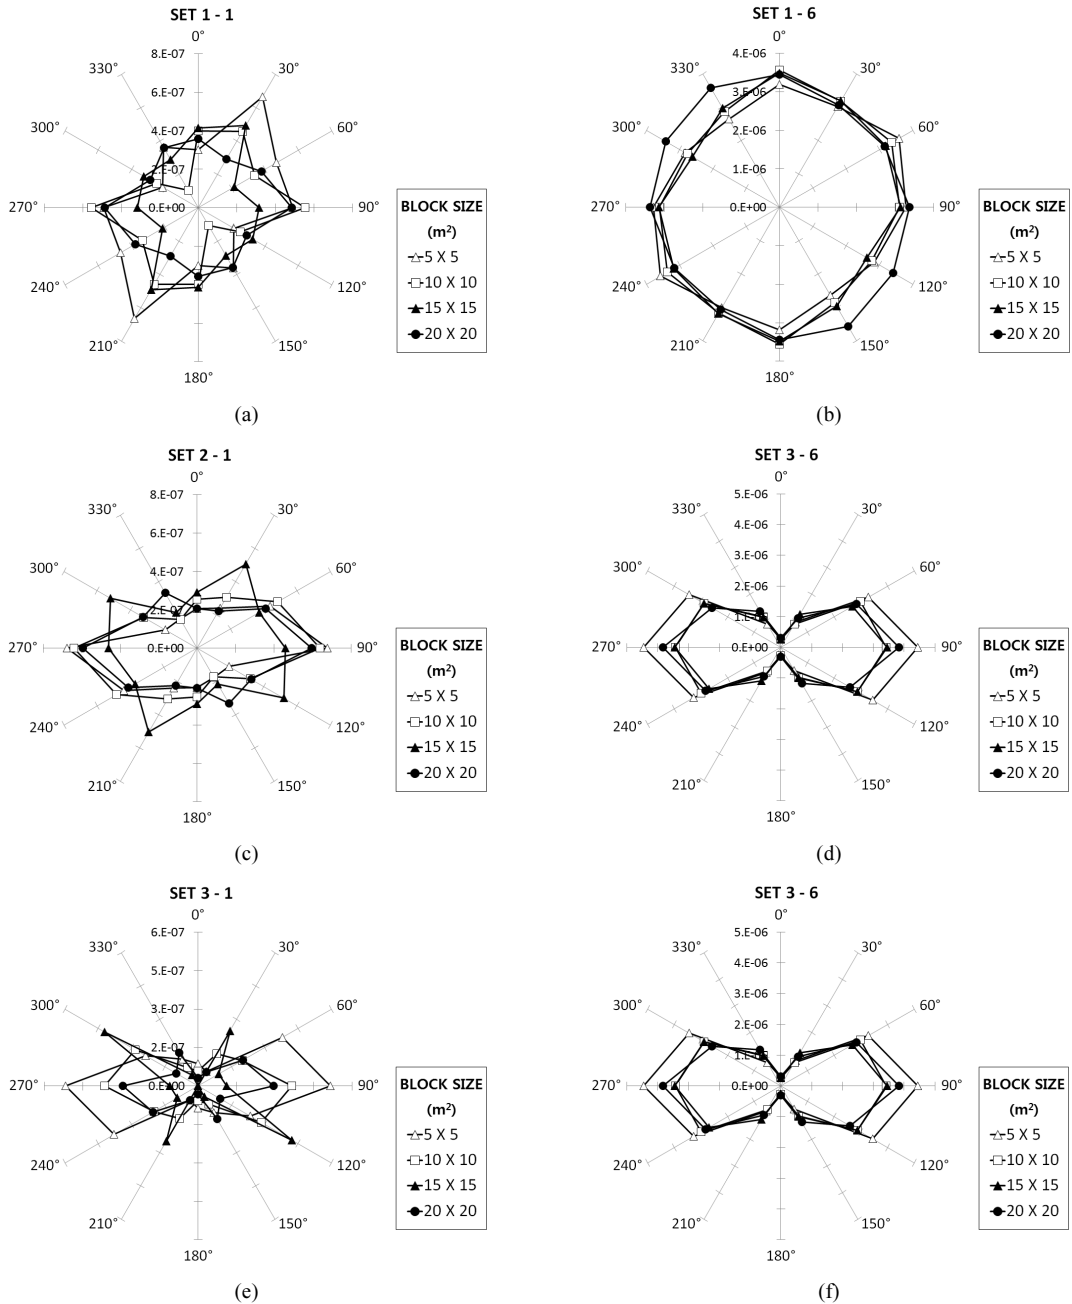 SET 1 - 1
0°
8.E-07
330°
30°
6.E-07
300°
4.E-07
60°
2.E-07
270°
0.E+00
90°
240°
120°
210°
150°
180°
BLOCK SIZE
(m²)
5 X 5
10 X 10
15 X 15
20 X 20
(a)
SET 1 - 6
0°
4.E-06
330°
30°
3.E-06
300°
2.E-06
60°
1.E-06
270°
0.E+00
90°
240°
120°
210°
150°
180°
BLOCK SIZE
(m²)
5 X 5
10 X 10
15 X 15
20 X 20
(b)
SET 2 - 1
0°
8.E-07
330°
30°
6.E-07
300°
4.E-07
60°
2.E-07
270°
0.E+00
90°
240°
120°
210°
150°
180°
BLOCK SIZE
(m²)
5 X 5
10 X 10
15 X 15
20 X 20
(c)
SET 3 - 6
0°
5.E-06
330°
30°
4.E-06
3.E-06
300°
60°
2.E-06
1.E-06
270°
0.E+00
90°
240°
120°
210°
150°
180°
BLOCK SIZE
(m²)
5 X 5
10 X 10
15 X 15
20 X 20
(d)
SET 3 - 1
0°
6.E-07
330°
30°
5.E-07
300°
3.E-07
60°
2.E-07
270°
0.E+00
90°
240°
120°
210°
150°
180°
BLOCK SIZE
(m²)
5 X 5
10 X 10
15 X 15
20 X 20
(e)
SET 3 - 6
0°
5.E-06
330°
30°
4.E-06
3.E-06
300°
60°
2.E-06
1.E-06
270°
0.E+00
90°
240°
120°
210°
150°
180°
BLOCK SIZE
(m²)
5 X 5
10 X 10
15 X 15
20 X 20
(f)